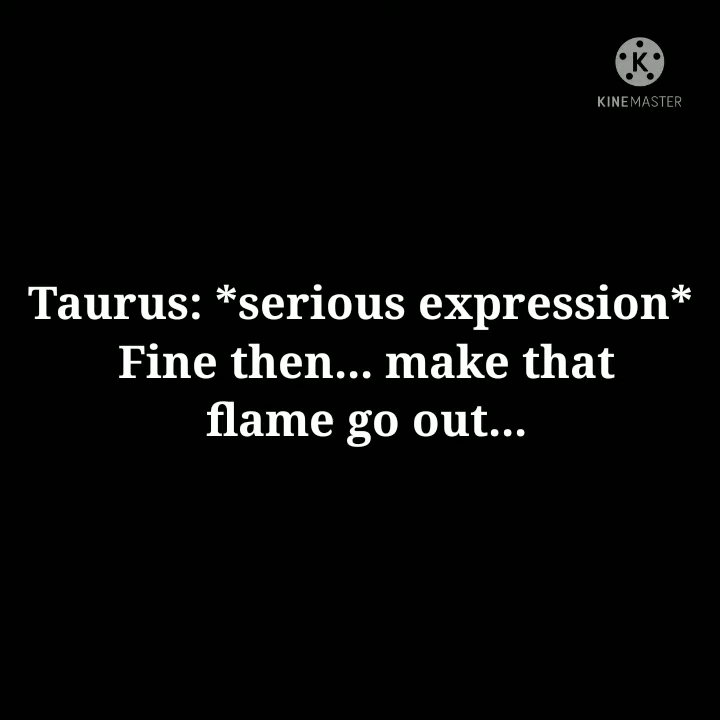 K
KINEMASTER
Taurus: *serious expression*
Fine then... make that
flame go out...